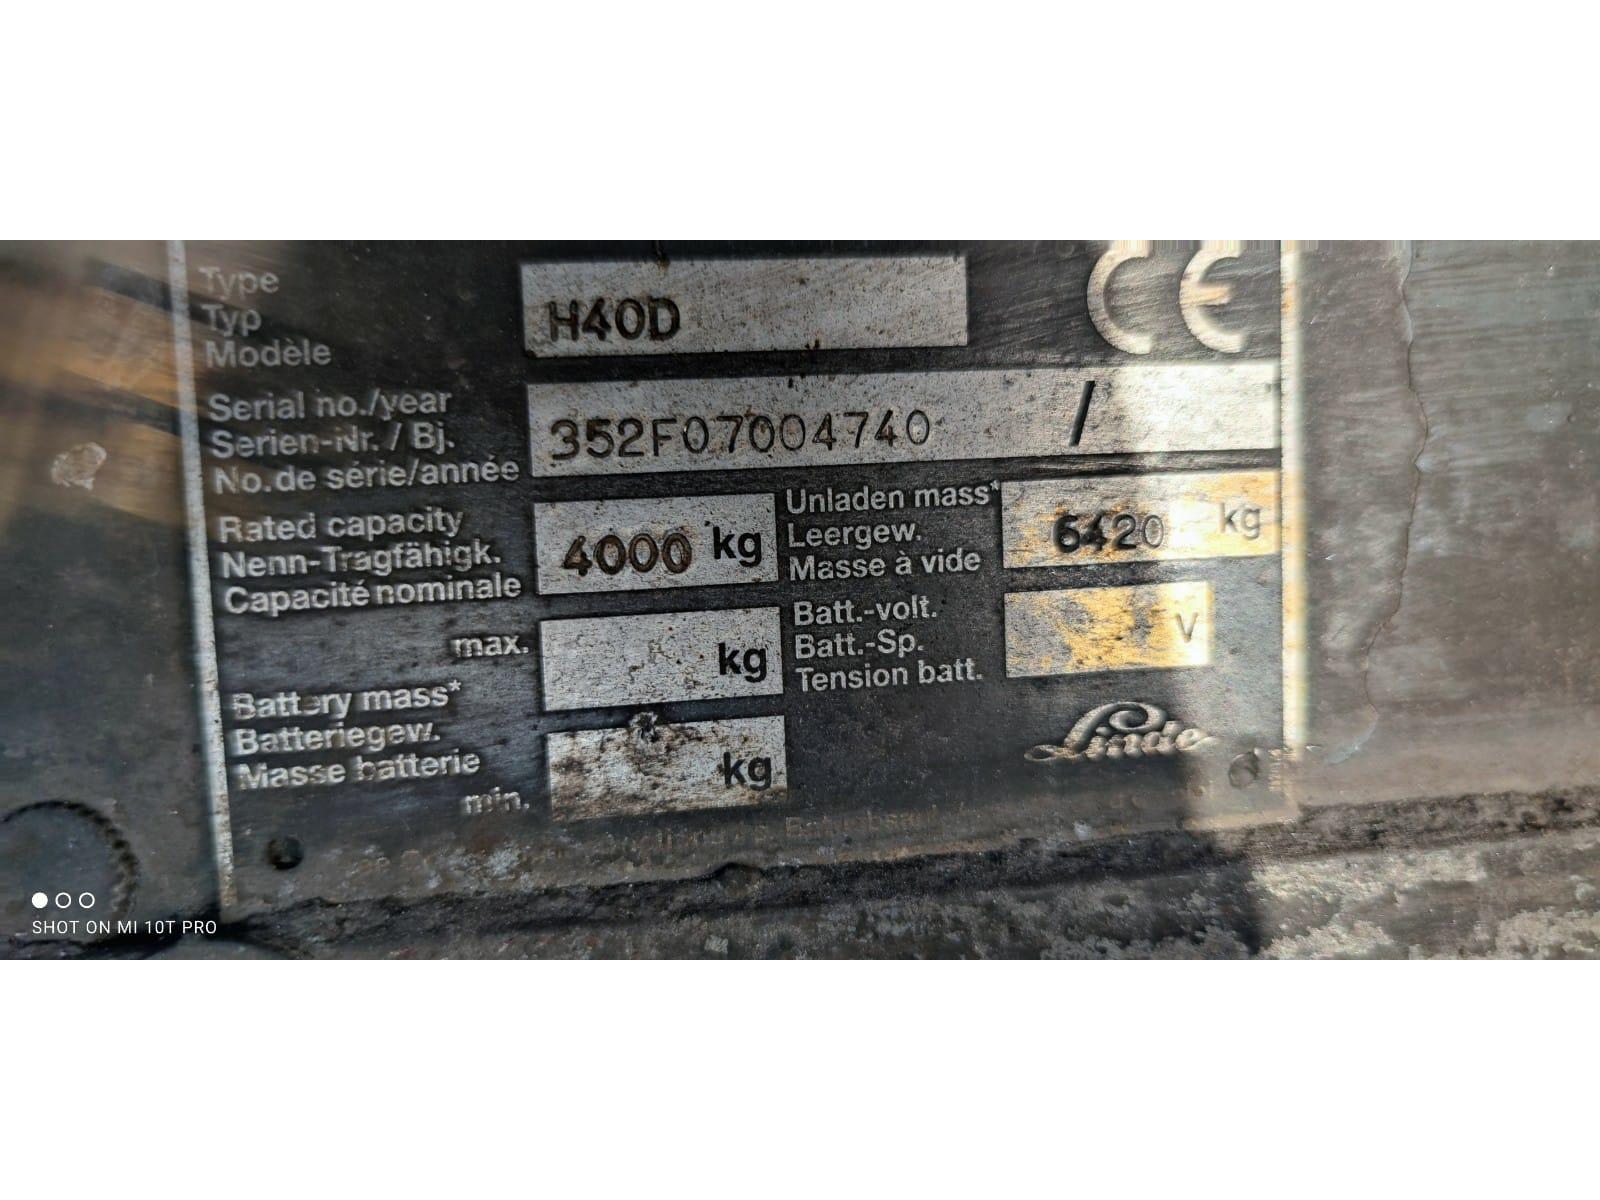 Type
Typ
Modèle
H40D
CE
Serial no./year
Serien-Nr. / Bj.
No.de série/année
352F07004740 /
Rated capacity
Nenn-Tragfähigk.
Capacité nominale
4000 kg
Unladen mass*
Leergew.
Masse à vide
6420 kg
max.
kg
Batt.-volt.
Batt.-Sp.
Tension batt.
V
Battery mass*
Batteriegew.
Masse batterie
min.
kg
Linde
SHOT ON MI 10T PRO